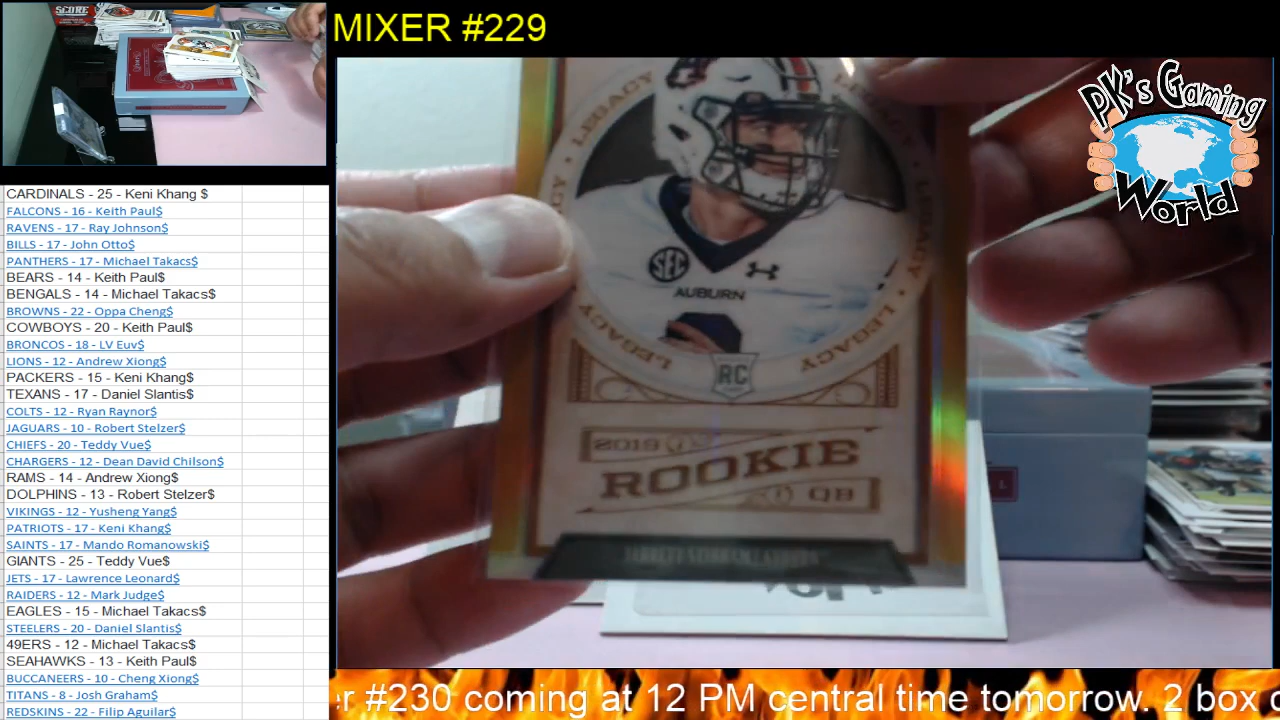 MIXER #229
SCORE
PK's Gaming
World
CARDINALS - 25 - Keni Khang $
FALCONS - 16 - Keith Paul$
RAVENS - 17 - Ray Johnson$
BILLS - 17 - John Otto$
PANTHERS - 17 - Michael Takacs$
BEARS - 14 - Keith Paul$
BENGALS - 14 - Michael Takacs$
BROWNS - 22 - Oppa Cheng$
COWBOYS - 20 - Keith Paul$
BRONCOS - 18 - LV Euv$
LIONS - 12 - Andrew Xiong$
PACKERS - 15 - Keni Khang$
TEXANS - 17 - Daniel Slantis$
COLTS - 12 - Ryan Raynor$
JAGUARS - 10 - Robert Stelzer$
CHIEFS - 20 - Teddy Vue$
CHARGERS - 12 - Dean David Chilson$
RAMS - 14 - Andrew Xiong$
DOLPHINS - 13 - Robert Stelzer$
VIKINGS - 12 - Yusheng Yang$
PATRIOTS - 17 - Keni Khang$
SAINTS - 17 - Mando Romanowski$
GIANTS - 25 - Teddy Vue$
JETS - 17 - Lawrence Leonard$
RAIDERS - 12 - Mark Judge$
EAGLES - 15 - Michael Takacs$
STEELERS - 20 - Daniel Slantis$
49ERS - 12 - Michael Takacs$
SEAHAWKS - 13 - Keith Paul$
BUCCANEERS - 10 - Cheng Xiong$
TITANS - 8 - Josh Graham$
REDSKINS - 22 - Filip Aguilar$
LEGACY • LEGACY
LEGACY • LEGACY
SEC
AUBURN
RC
2019
ROOKIE
QB
#230 coming at 12 PM central time tomorrow. 2 box